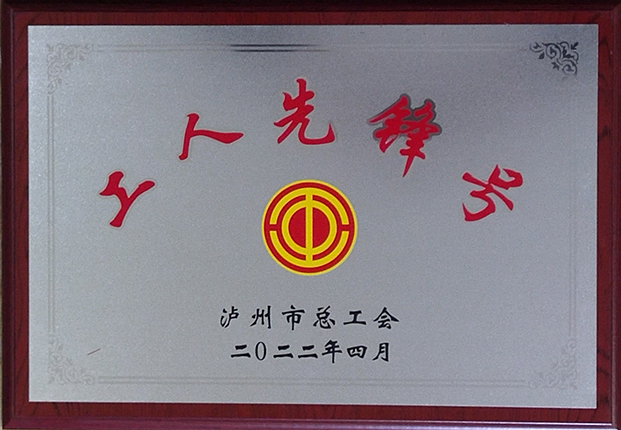 工人先锋号
泸州市总工会
二〇二二年四月